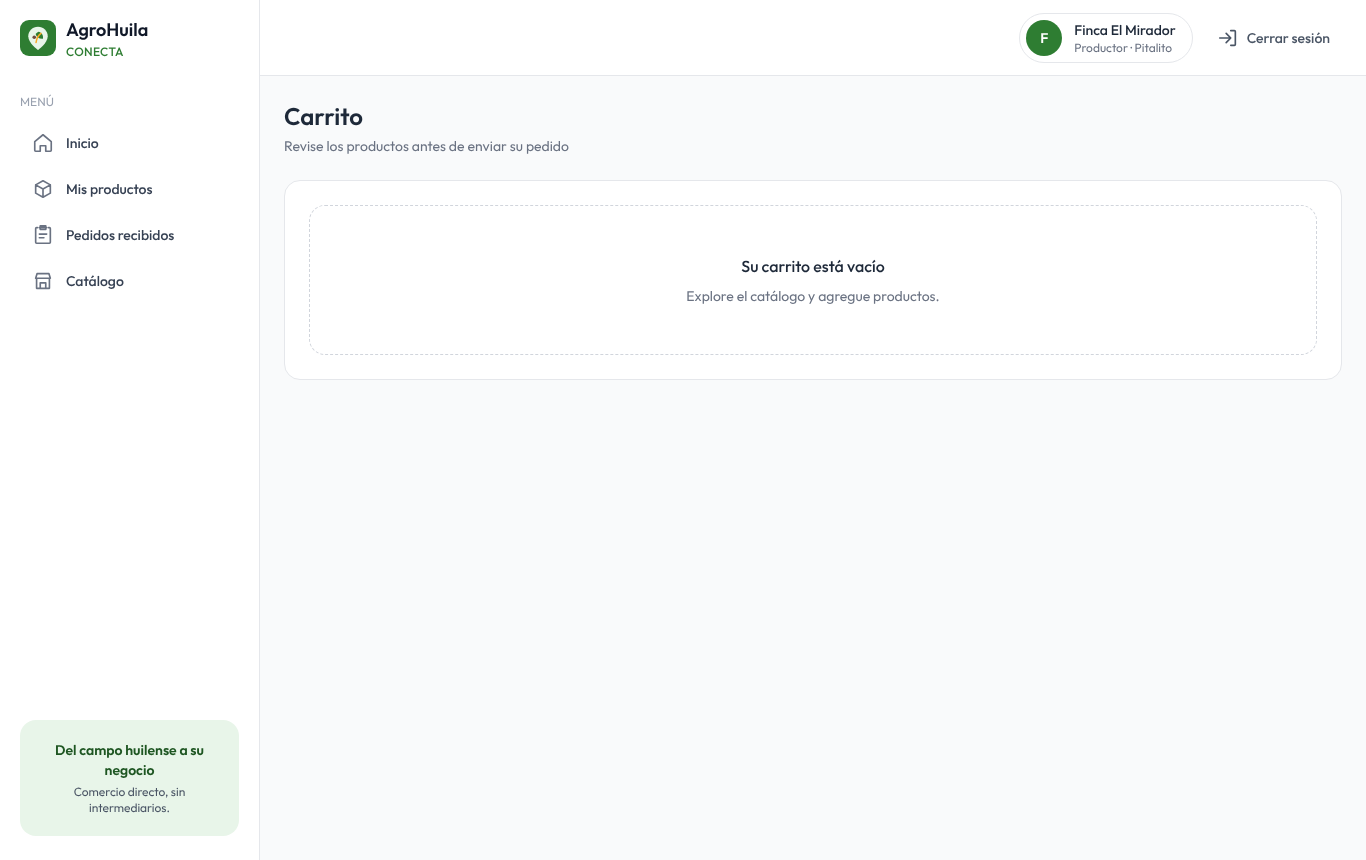 AgroHuila
CONECTA
MENÚ
Inicio
Mis productos
Pedidos recibidos
Catálogo
Del campo huilense a su
negocio
Comercio directo, sin
intermediarios.
F
Finca El Mirador
Productor · Pitalito
Cerrar sesión
Carrito
Revise los productos antes de enviar su pedido
Su carrito está vacío
Explore el catálogo y agregue productos.